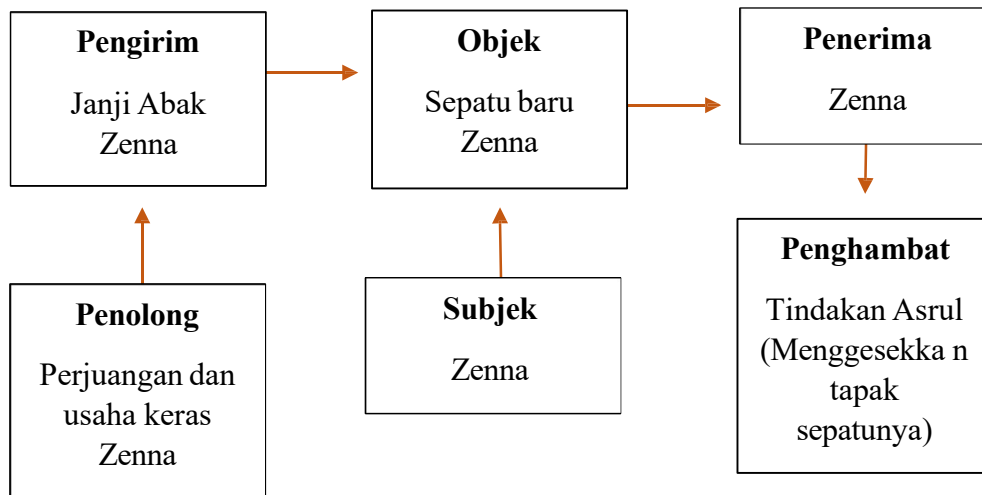 Pengirim
Janji Abak
Zenna
Objek
Sepatu baru
Zenna
Penerima
Zenna
Penolong
Perjuangan dan
usaha keras
Zenna
Subjek
Zenna
Penghambat
Tindakan Asrul
(Menggesekka n
tapak
sepatunya)